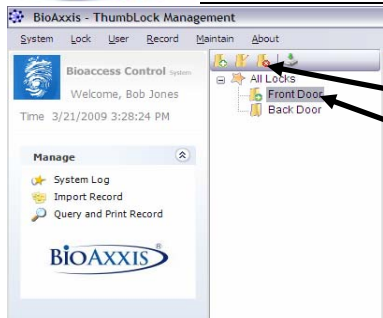 BioAxxis - ThumbLock Management
System Lock User Record Maintain About
Bioaccess Control System
Welcome, Bob Jones
Time 3/21/2009 3:28:24 PM
All Locks
Front Door
Back Door
Manage
System Log
Import Record
Query and Print Record
BIOAXXIS